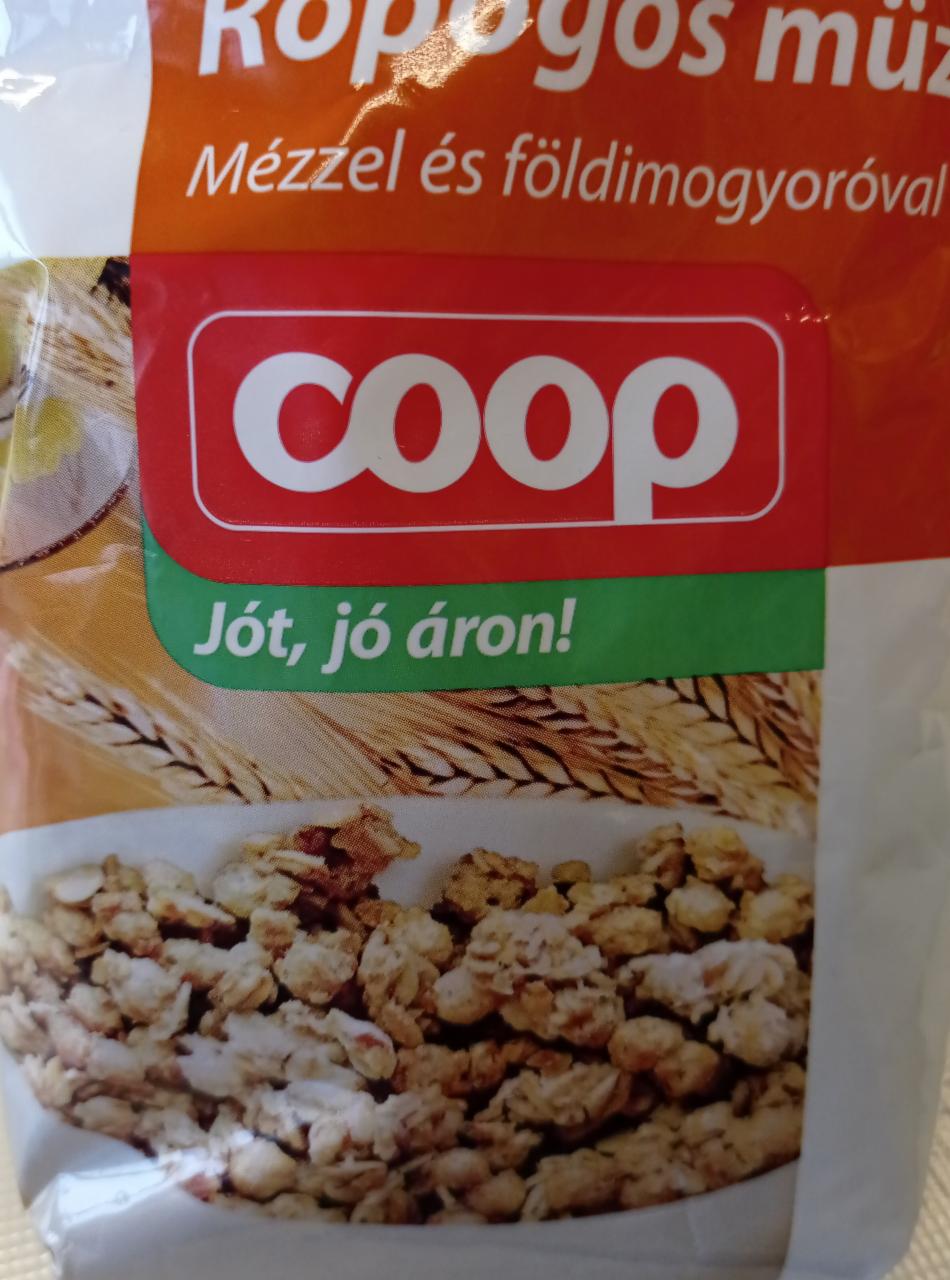 Ropogós müz
Mézzel és földimogyoróval
coop
Jót, jó áron!